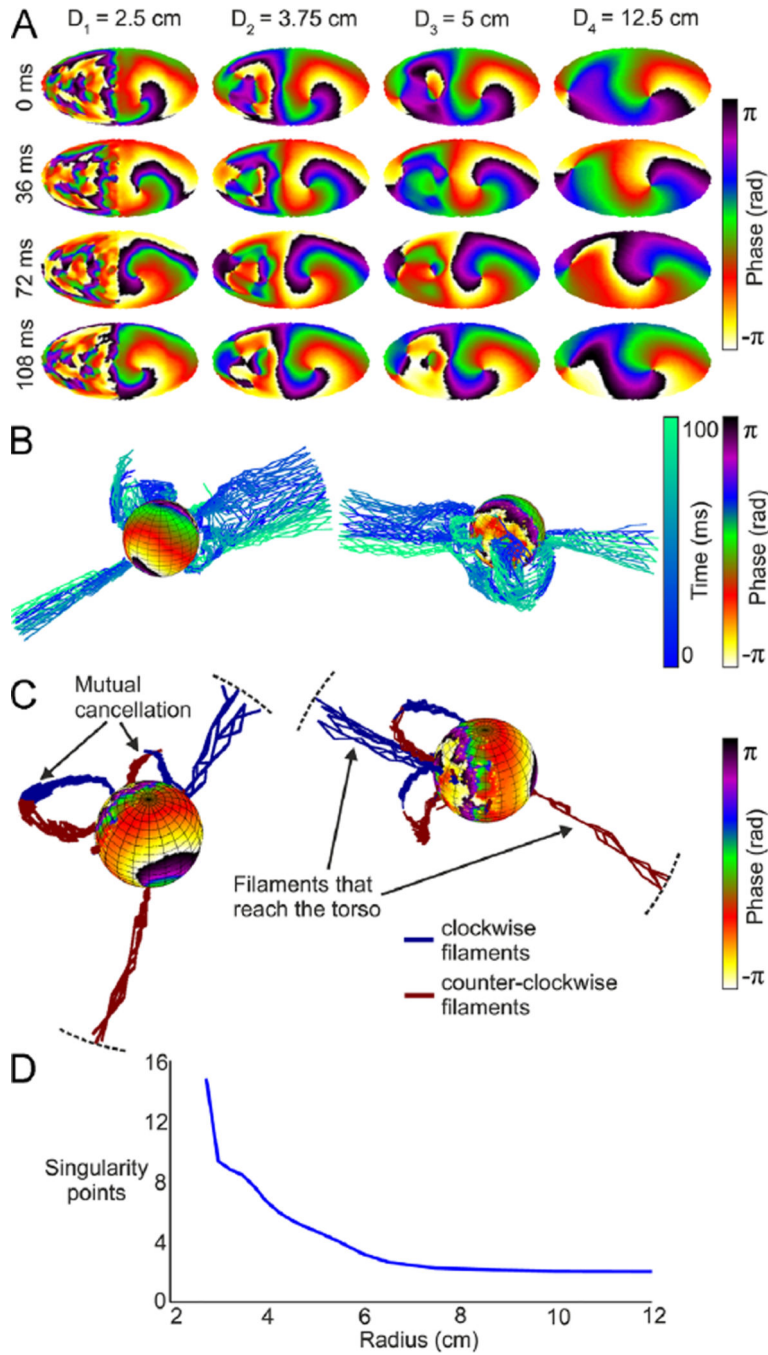 A
D1 = 2.5 cm
D2 = 3.75 cm
D3 = 5 cm
D4 = 12.5 cm
0 ms
36 ms
72 ms
108 ms
π
Phase (rad)
-π
B
100
Time (ms)
0
π
Phase (rad)
-π
C
Mutual
cancellation
Filaments that
reach the torso
clockwise
filaments
counter-clockwise
filaments
π
Phase (rad)
-π
D
16
12
8
4
0
Singularity
points
2 4 6 8 10 12
Radius (cm)